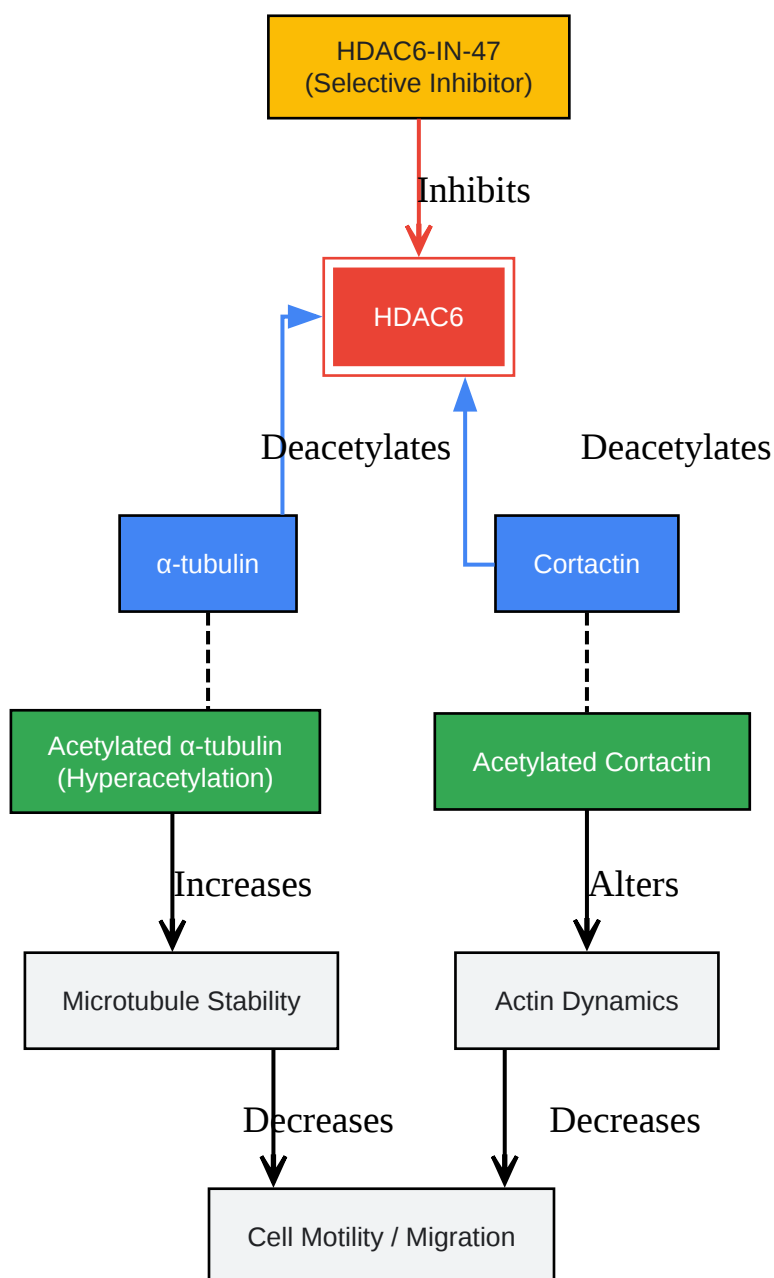 HDAC6-IN-47
(Selective Inhibitor)
Inhibits
HDAC6
Deacetylates
Deacetylates
α-tubulin
Cortactin
Acetylated α-tubulin
(Hyperacetylation)
Acetylated Cortactin
Increases
Alters
Microtubule Stability
Actin Dynamics
Decreases
Decreases
Cell Motility / Migration